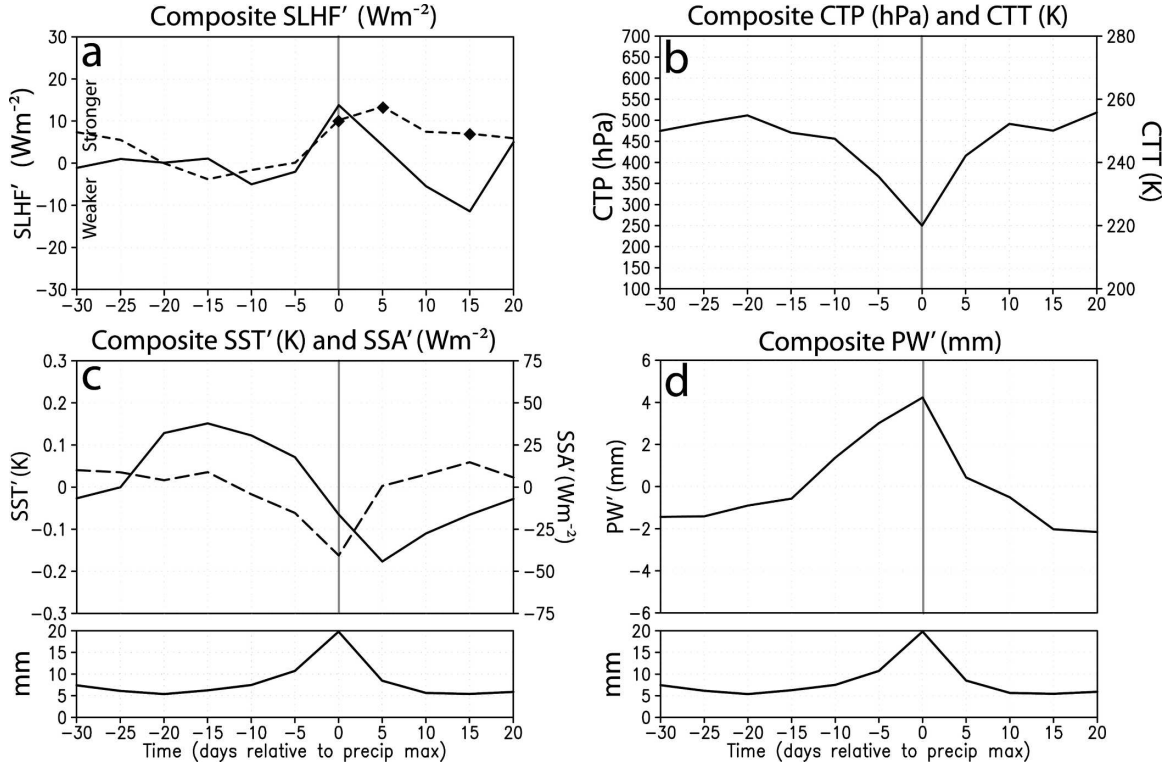 Composite SLHF′ (Wm⁻²)
a
30
20
10
0
−10
−20
−30
SLHF′ (Wm⁻²)
Weaker Stronger
−30 −25 −20 −15 −10 −5 0 5 10 15 20
Composite CTP (hPa) and CTT (K)
b
700
650
600
550
500
450
400
350
300
250
200
150
100
CTP (hPa)
280
260
240
220
200
CTT (K)
−30 −25 −20 −15 −10 −5 0 5 10 15 20
Composite SST′ (K) and SSA′ (Wm⁻²)
c
0.3
0.2
0.1
0
−0.1
−0.2
−0.3
SST′ (K)
75
50
25
0
−25
−50
−75
SSA′ (Wm⁻²)
20
15
10
5
0
mm
−30 −25 −20 −15 −10 −5 0 5 10 15 20
Time (days relative to precip max)
Composite PW′ (mm)
d
6
4
2
0
−2
−4
−6
PW′ (mm)
20
15
10
5
0
mm
−30 −25 −20 −15 −10 −5 0 5 10 15 20
Time (days relative to precip max)